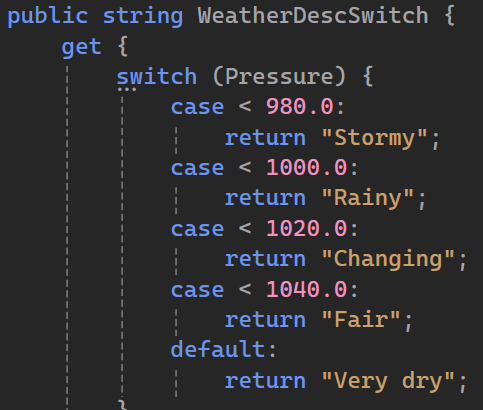 public string WeatherDescSwitch {
    get {
        switch (Pressure) {
            case < 980.0:
                return "Stormy";
            case < 1000.0:
                return "Rainy";
            case < 1020.0:
                return "Changing";
            case < 1040.0:
                return "Fair";
            default:
                return "Very dry";
        }